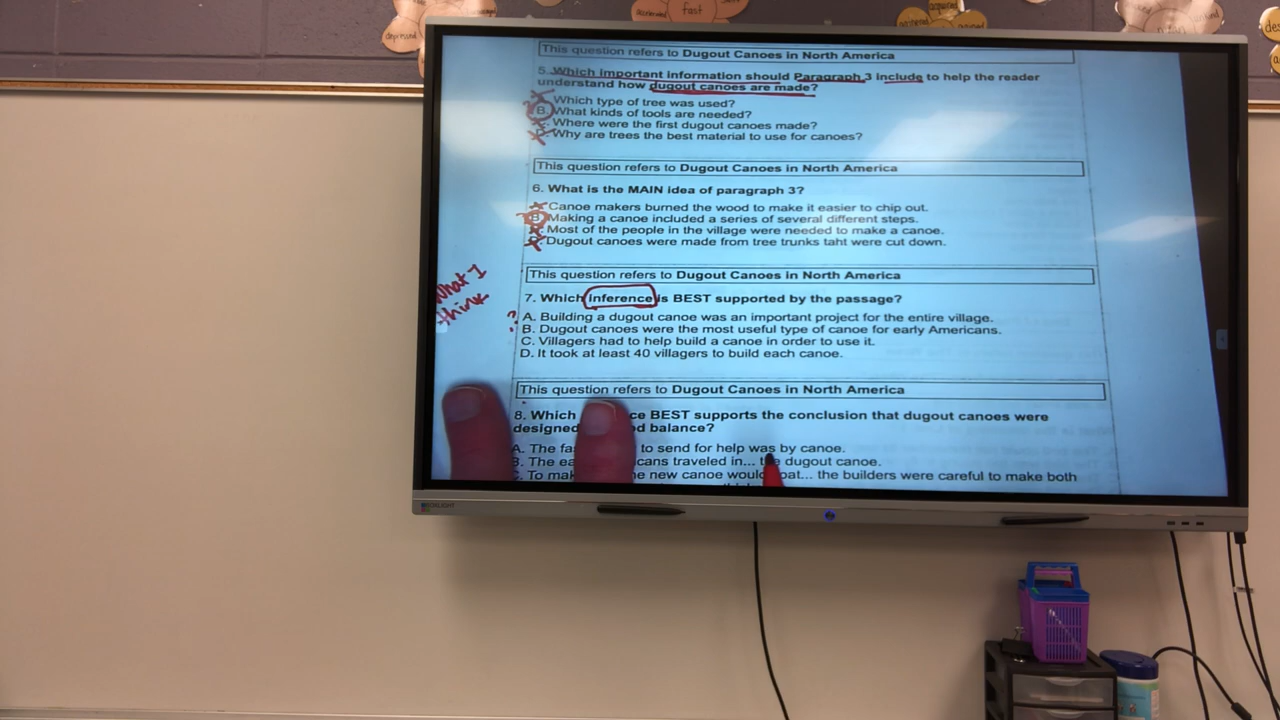 depressed
accelerated
fast
acquired
This question refers to Dugout Canoes in North America
5. Which important information should Paragraph 3 include to help the reader
understand how dugout canoes are made?
Which type of tree was used?
B. What kinds of tools are needed?
Where were the first dugout canoes made?
Why are trees the best material to use for canoes?
This question refers to Dugout Canoes in North America
6. What is the MAIN idea of paragraph 3?
Canoe makers burned the wood to make it easier to chip out.
B Making a canoe included a series of several different steps.
Most of the people in the village were needed to make a canoe.
Dugout canoes were made from tree trunks taht were cut down.
What I
think
This question refers to Dugout Canoes in North America
7. Which inference is BEST supported by the passage?
? A. Building a dugout canoe was an important project for the entire village.
B. Dugout canoes were the most useful type of canoe for early Americans.
C. Villagers had to help build a canoe in order to use it.
D. It took at least 40 villagers to build each canoe.
This question refers to Dugout Canoes in North America
8. Which ce BEST supports the conclusion that dugout canoes were
designed d balance?
A. The fa to send for help was by canoe.
B. The ea cans traveled in... the dugout canoe.
To mak e new canoe would oat... the builders were careful to make both
BOXLIGHT